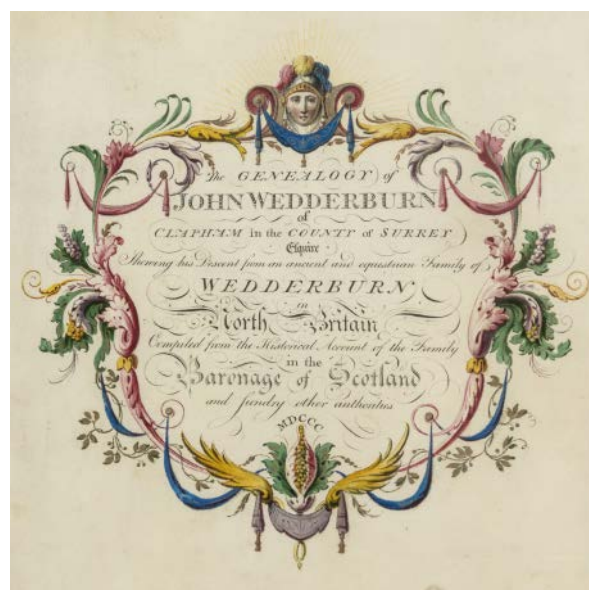 The GENEALOGY of
JOHN WEDDERBURN
of
CLAPHAM in the COUNTY of SURREY
Esquire
Shewing his Descent from an ancient and equestrian Family of
WEDDERBURN
in
North Britain
Compiled from the Historical Account of the Family
in the
Baronage of Scotland
and sundry other authorities
MDCCC